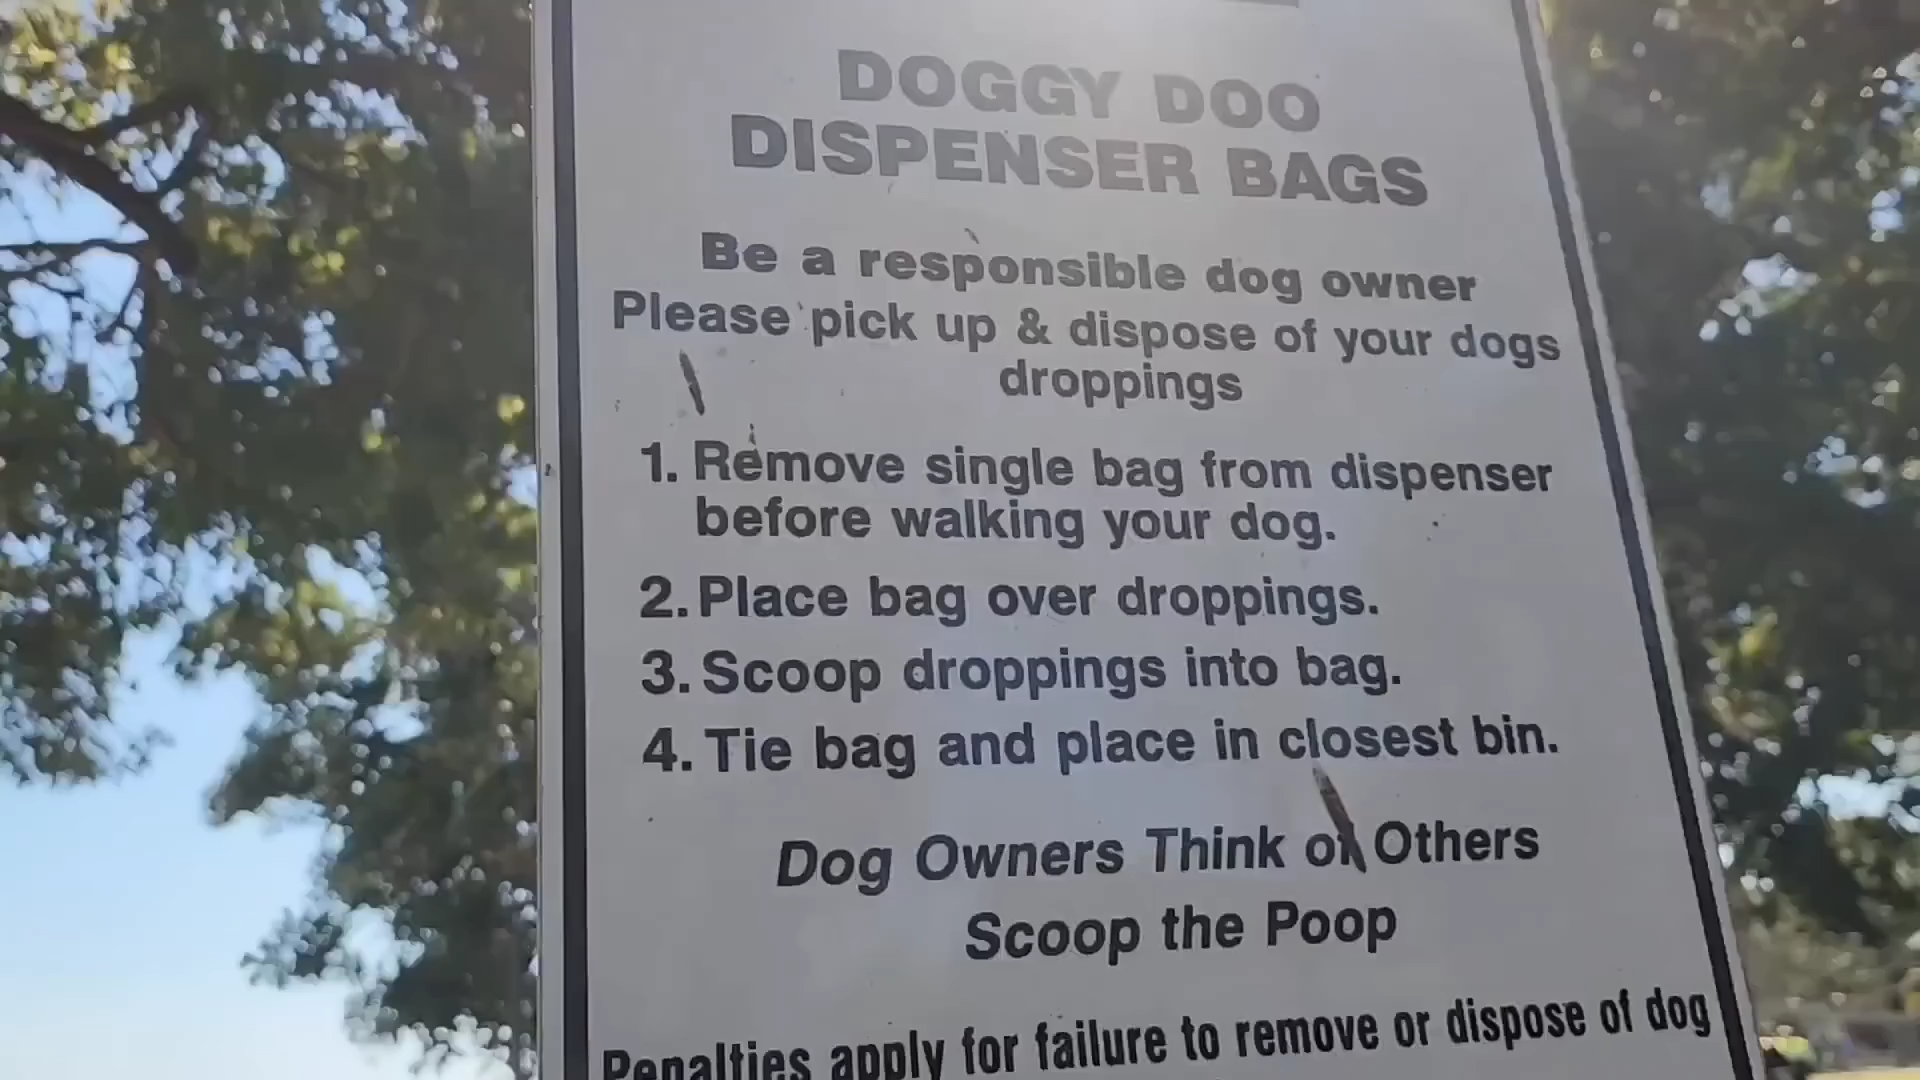 DOGGY DOO
DISPENSER BAGS
Be a responsible dog owner
Please pick up & dispose of your dogs
droppings
1. Remove single bag from dispenser
before walking your dog.
2. Place bag over droppings.
3. Scoop droppings into bag.
4. Tie bag and place in closest bin.
Dog Owners Think of Others
Scoop the Poop
Penalties apply for failure to remove or dispose of dog